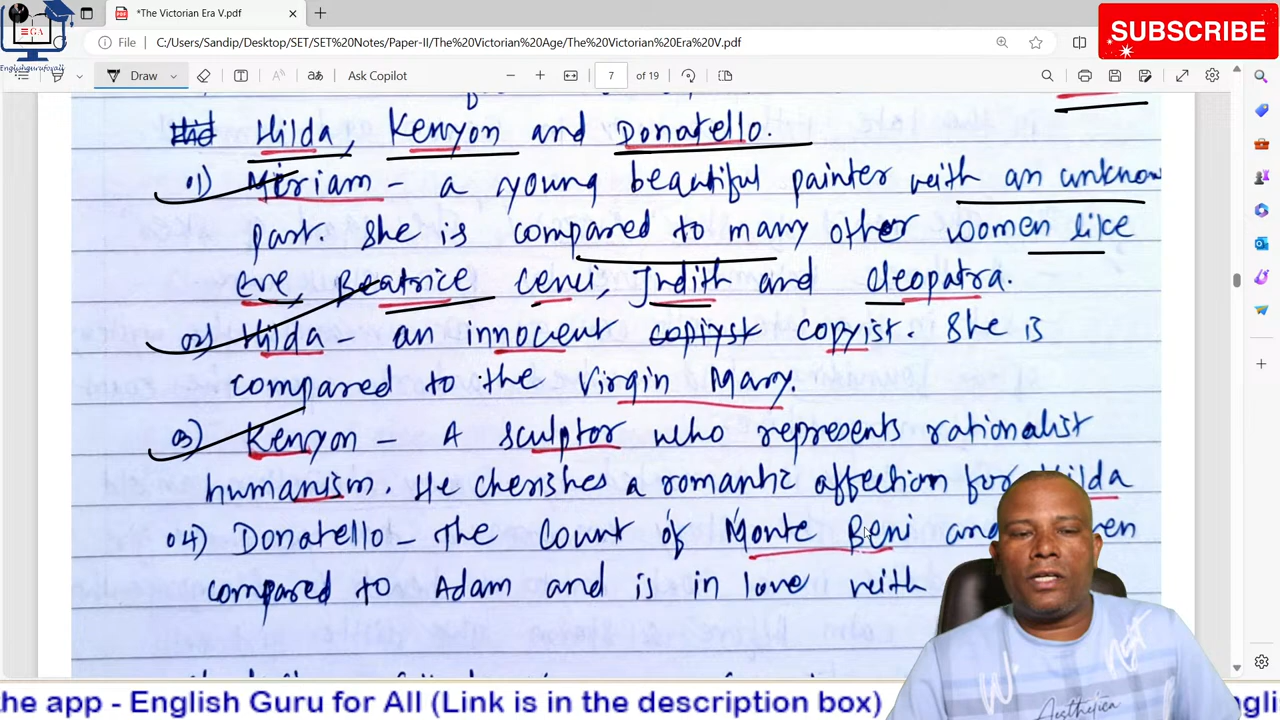 *The Victorian Era V.pdf
SUBSCRIBE
EGA
Englishguruforall
File C:/Users/Sandip/Desktop/SET/SET%20Notes/Paper-II/The%20Victorian%20Age/The%20Victorian%20Era%20V.pdf
Draw Ask Copilot 7 of 19
Hilda, Kenyon and Donatello.
01) Meriam - a young beautiful painter with an unknow
past. She is compared to many other women like
Eve, Beatrice Cenci, Judith and Cleopatra.
02) Hilda - an innocent copiyst copyist. She is
compared to the Virgin Mary.
03) Kenyon - A sculptor who represents rationalist
humanism. He cherishes a romantic affection for Hilda
04) Donatello - The Count of Monte Beni and
compared to Adam and is in love with
the app - English Guru for All (Link is in the description box)